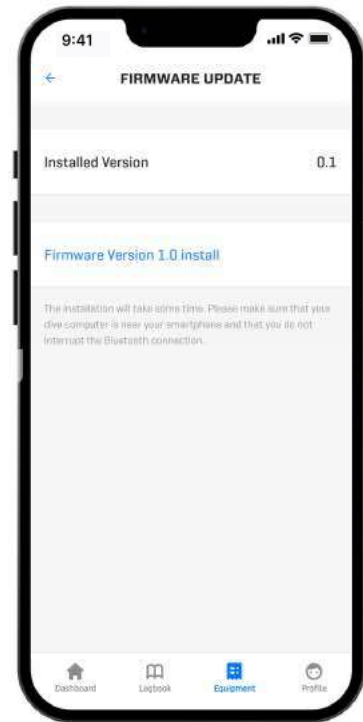 9:41
FIRMWARE UPDATE
Installed Version 0.1
Firmware Version 1.0 install
The installation will take some time. Please make sure that your
dive computer is near your smartphone and that you do not
interrupt the Bluetooth connection.
Dashboard Logbook Equipment Profile